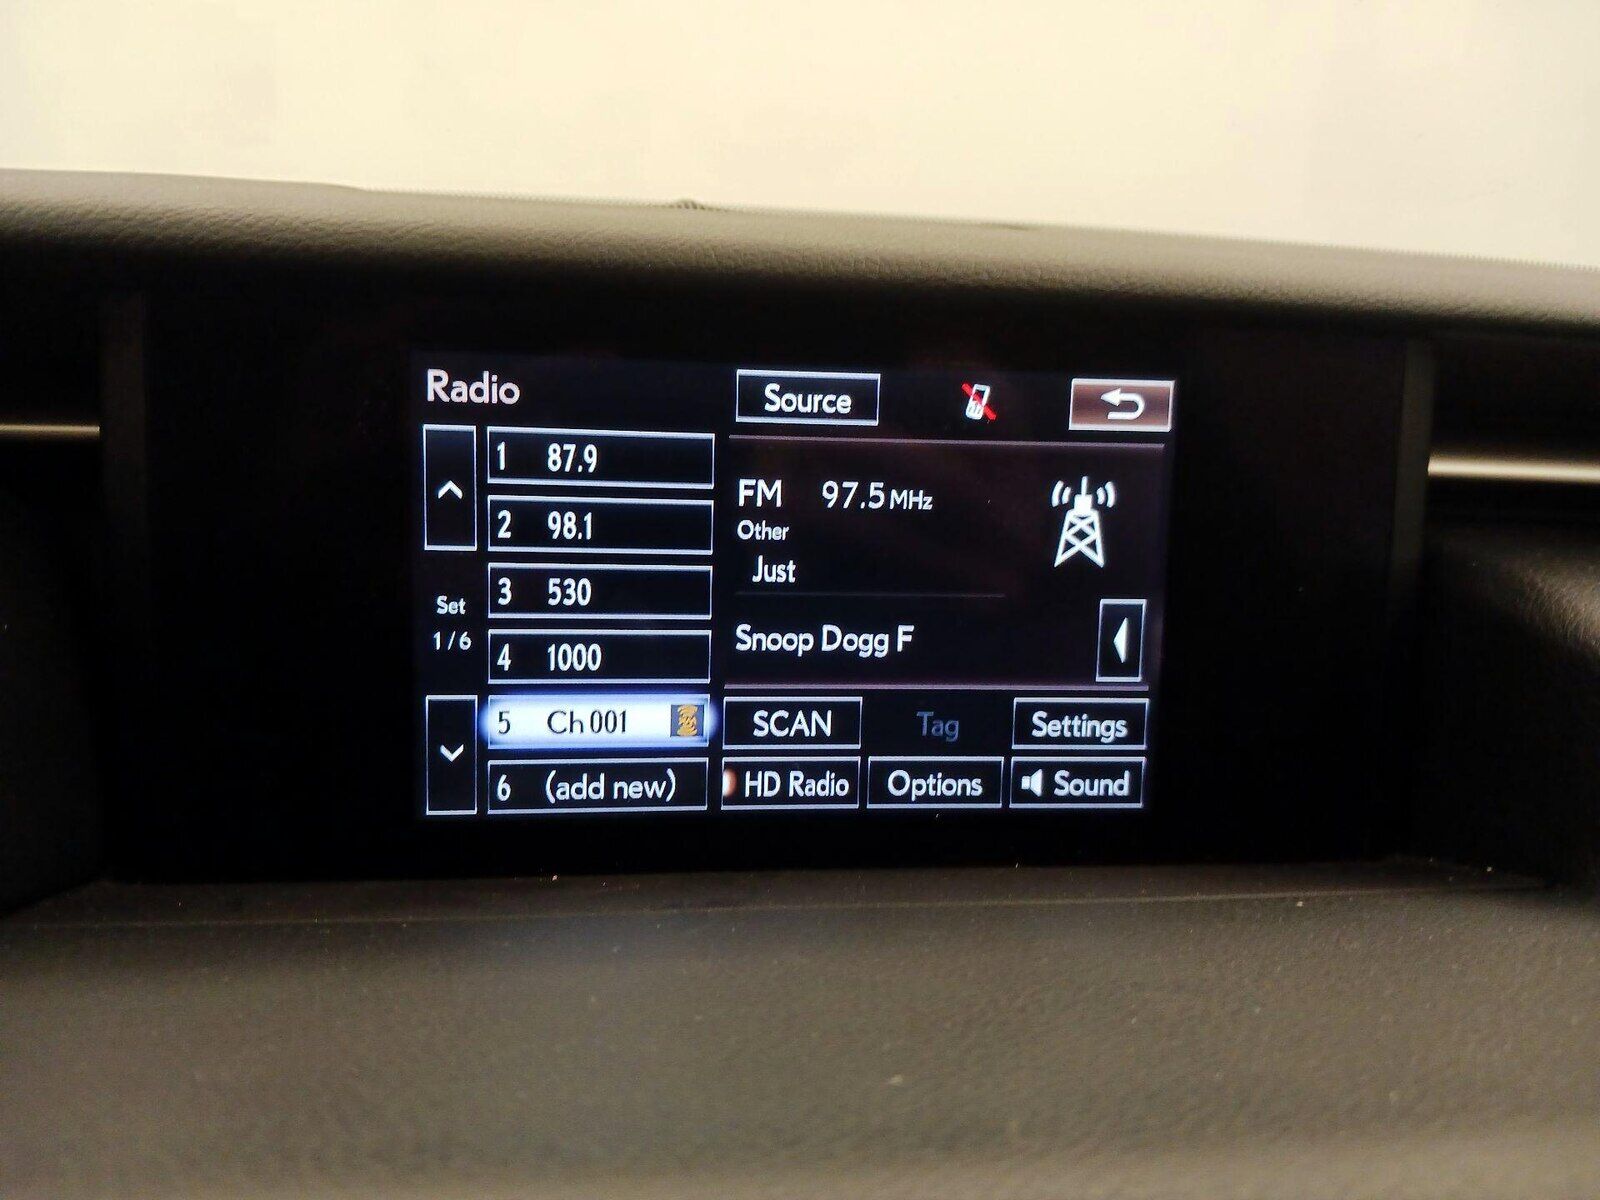 Radio
Source
1 87.9
2 98.1
3 530
4 1000
5 Ch 001
6 (add new)
Set
1/6
FM 97.5 MHz
Other
Just
Snoop Dogg F
SCAN
Tag
Settings
HD Radio
Options
Sound